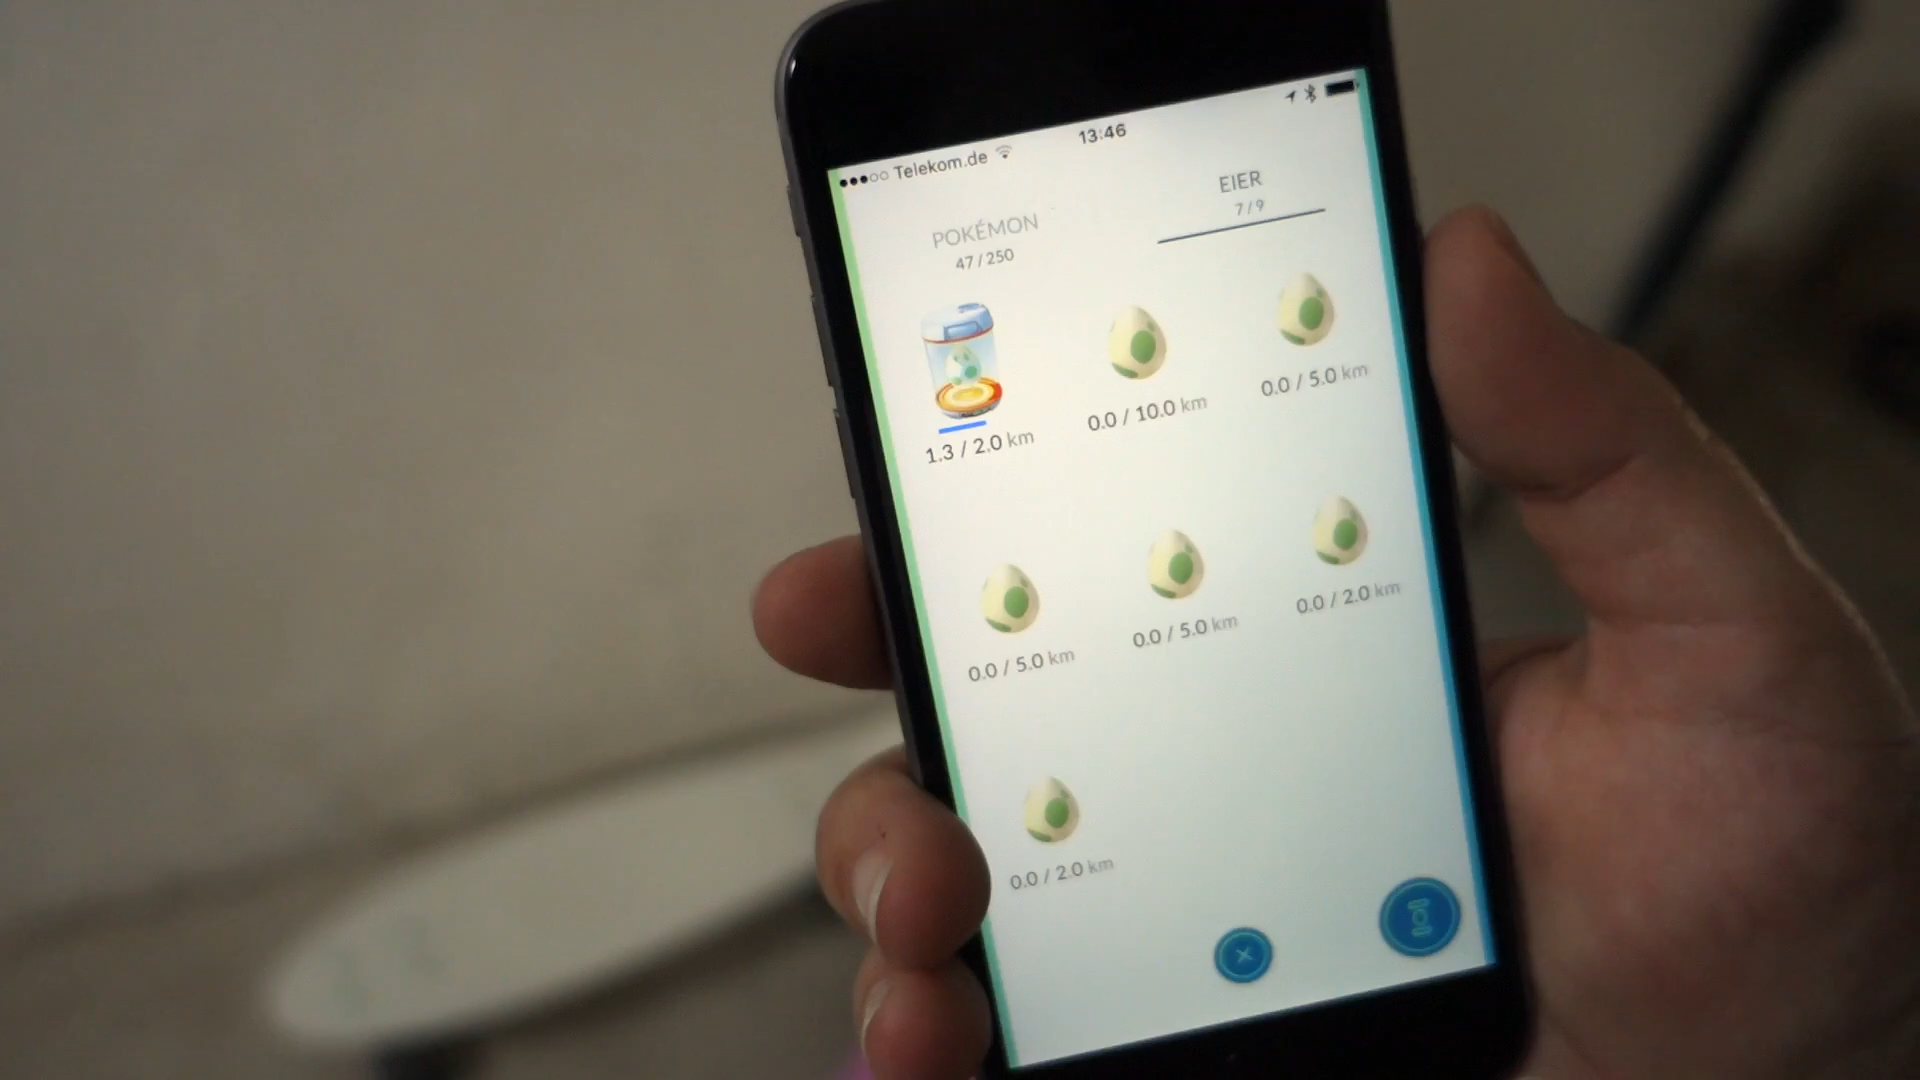 Telekom.de
13:46
POKÉMON
47/250
EIER
7/9
1.3 / 2.0 km
0.0 / 10.0 km
0.0 / 5.0 km
0.0 / 5.0 km
0.0 / 5.0 km
0.0 / 2.0 km
0.0 / 2.0 km